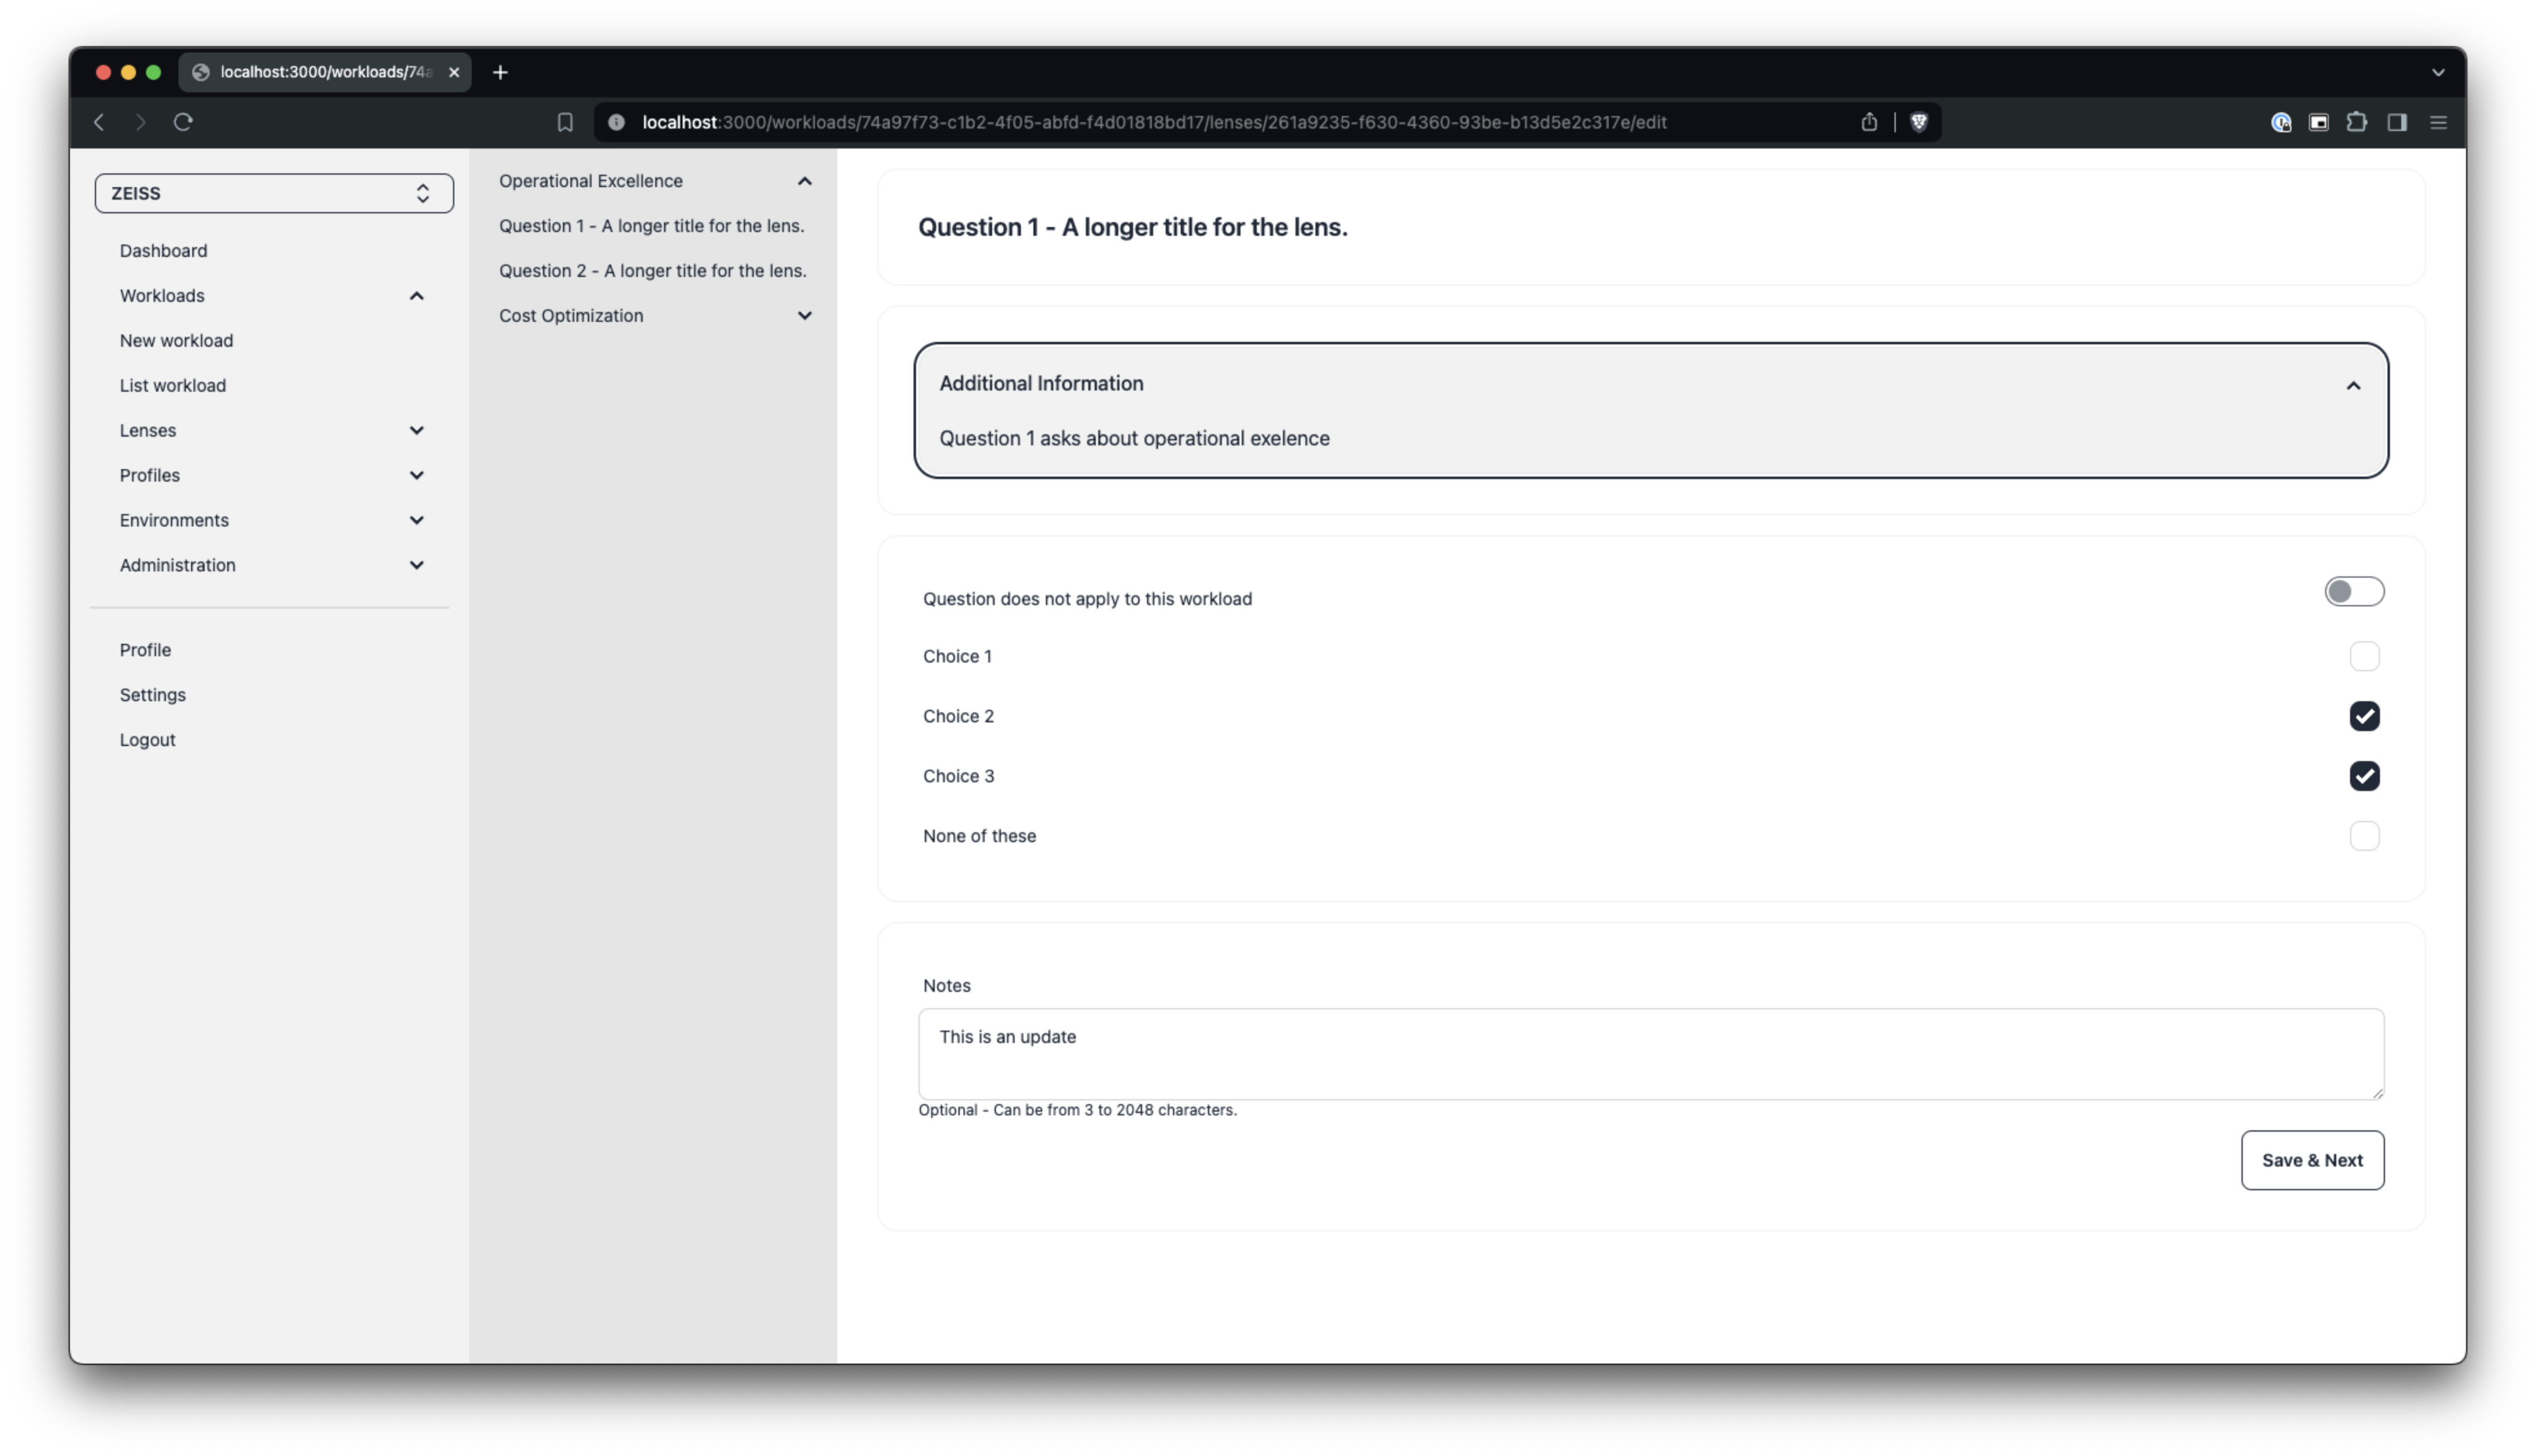 localhost:3000/workloads/74a
localhost:3000/workloads/74a97f73-c1b2-4f05-abfd-f4d01818bd17/lenses/261a9235-f630-4360-93be-b13d5e2c317e/edit
ZEISS
Dashboard
Workloads
New workload
List workload
Lenses
Profiles
Environments
Administration
Profile
Settings
Logout
Operational Excellence
Question 1 - A longer title for the lens.
Question 2 - A longer title for the lens.
Cost Optimization
Question 1 - A longer title for the lens.
Additional Information
Question 1 asks about operational exelence
Question does not apply to this workload
Choice 1
Choice 2
Choice 3
None of these
Notes
This is an update
Optional - Can be from 3 to 2048 characters.
Save & Next